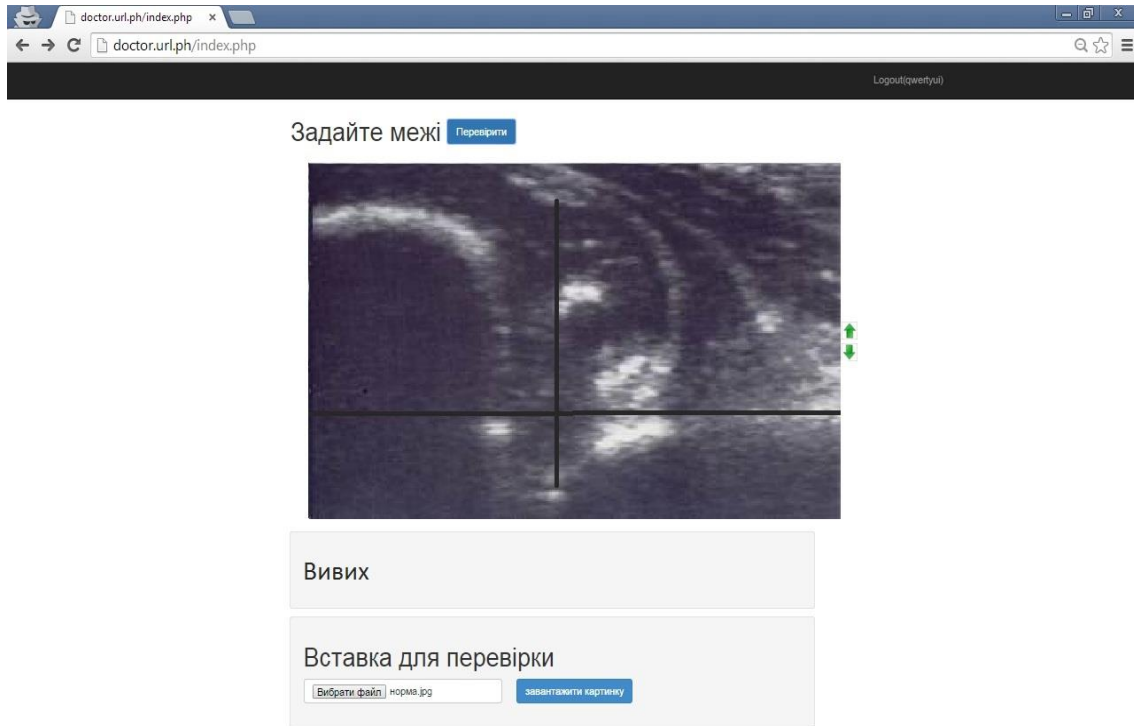 doctor.url.ph/index.php
doctor.url.ph/index.php
Logout(qwertyui)
Задайте межі Перевірити
Вивих
Вставка для перевірки
Вибрати файл норма.jpg завантажити картинку